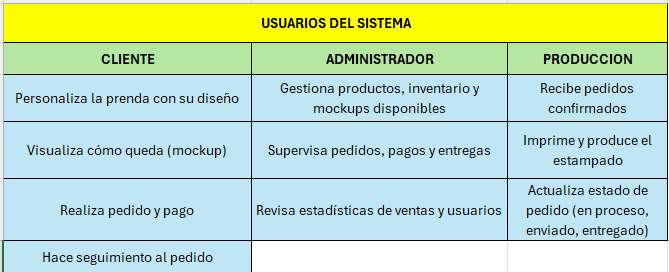 USUARIOS DEL SISTEMA
CLIENTE
ADMINISTRADOR
PRODUCCION
Personaliza la prenda con su diseño
Gestiona productos, inventario y
mockups disponibles
Recibe pedidos
confirmados
Visualiza cómo queda (mockup)
Supervisa pedidos, pagos y entregas
Imprime y produce el
estampado
Realiza pedido y pago
Revisa estadísticas de ventas y usuarios
Actualiza estado de
pedido (en proceso,
enviado, entregado)
Hace seguimiento al pedido